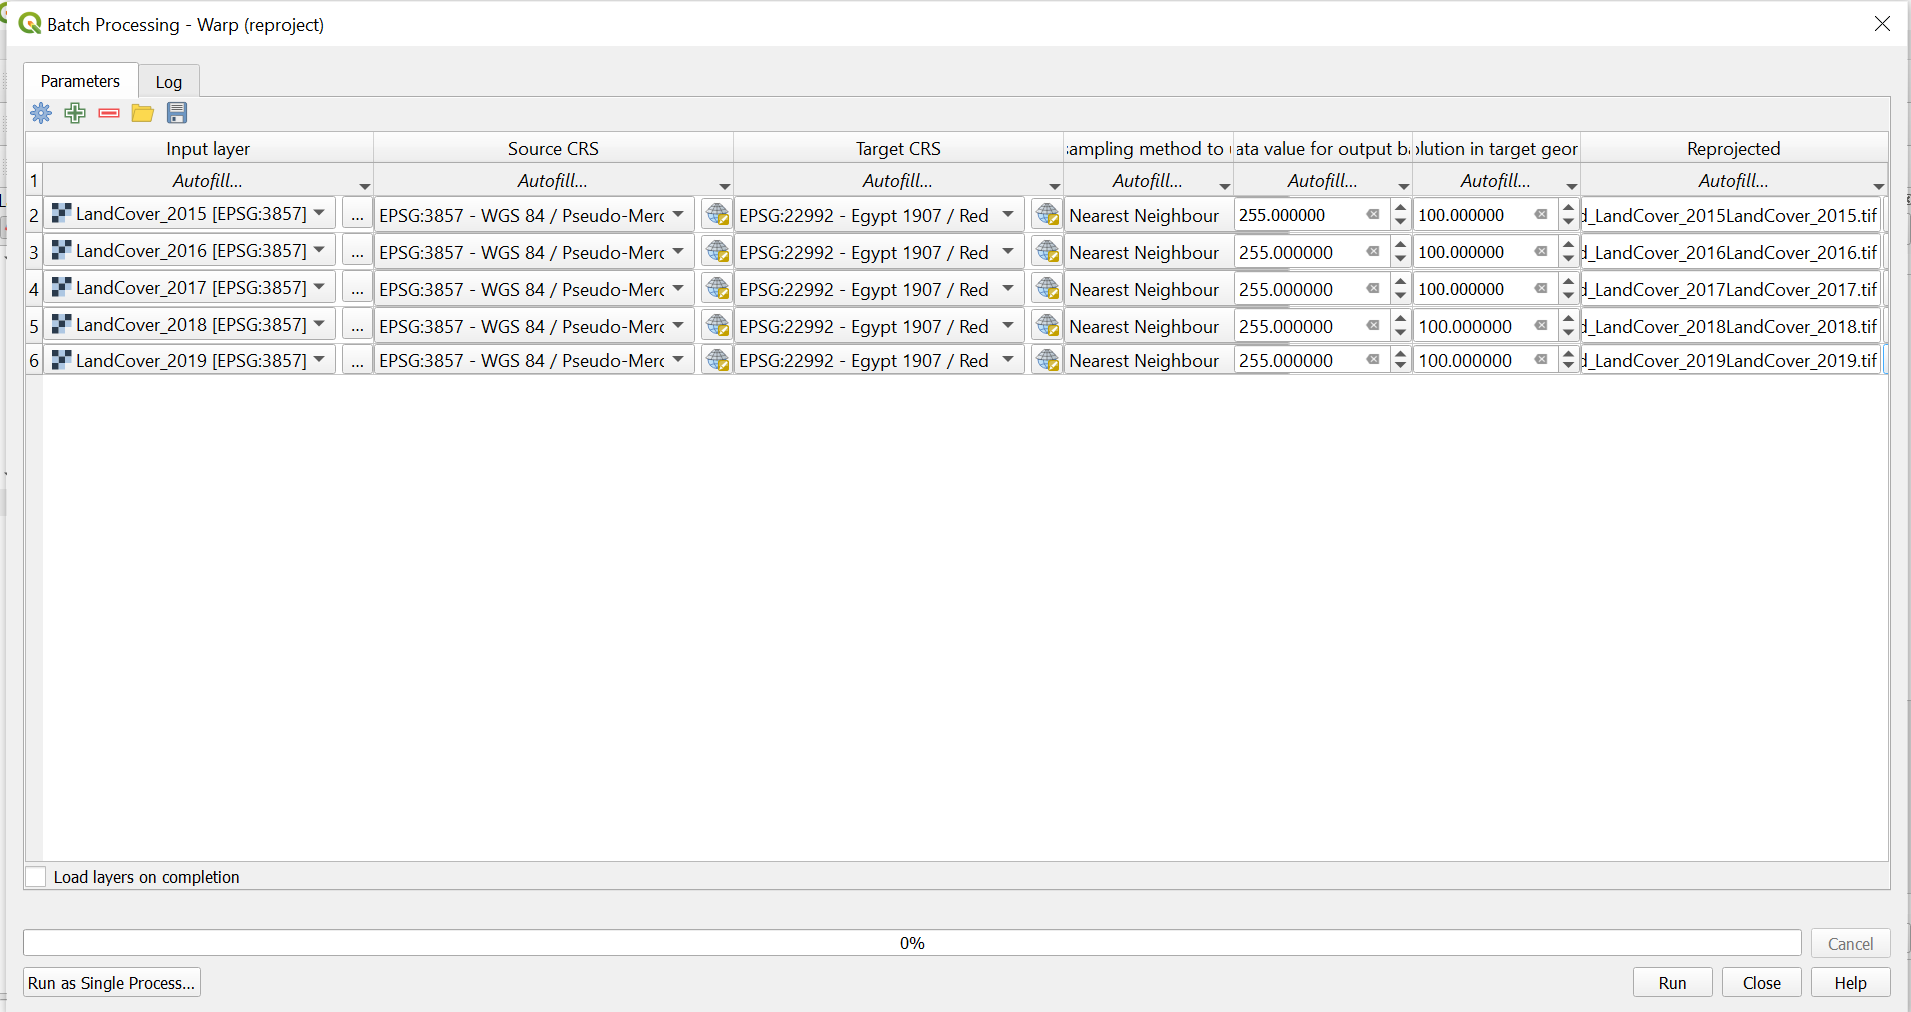 Batch Processing - Warp (reproject)
Parameters Log
Input layer Source CRS Target CRS sampling method to ata value for output b lution in target geor Reprojected
1 Autofill... Autofill... Autofill... Autofill... Autofill... Autofill... Autofill...
2 LandCover_2015 [EPSG:3857] ... EPSG:3857 - WGS 84 / Pseudo-Merc EPSG:22992 - Egypt 1907 / Red Nearest Neighbour 255.000000 100.000000 d_LandCover_2015LandCover_2015.tif
3 LandCover_2016 [EPSG:3857] ... EPSG:3857 - WGS 84 / Pseudo-Merc EPSG:22992 - Egypt 1907 / Red Nearest Neighbour 255.000000 100.000000 d_LandCover_2016LandCover_2016.tif
4 LandCover_2017 [EPSG:3857] ... EPSG:3857 - WGS 84 / Pseudo-Merc EPSG:22992 - Egypt 1907 / Red Nearest Neighbour 255.000000 100.000000 d_LandCover_2017LandCover_2017.tif
5 LandCover_2018 [EPSG:3857] ... EPSG:3857 - WGS 84 / Pseudo-Merc EPSG:22992 - Egypt 1907 / Red Nearest Neighbour 255.000000 100.000000 d_LandCover_2018LandCover_2018.tif
6 LandCover_2019 [EPSG:3857] ... EPSG:3857 - WGS 84 / Pseudo-Merc EPSG:22992 - Egypt 1907 / Red Nearest Neighbour 255.000000 100.000000 d_LandCover_2019LandCover_2019.tif
Load layers on completion
0% Cancel
Run as Single Process... Run Close Help